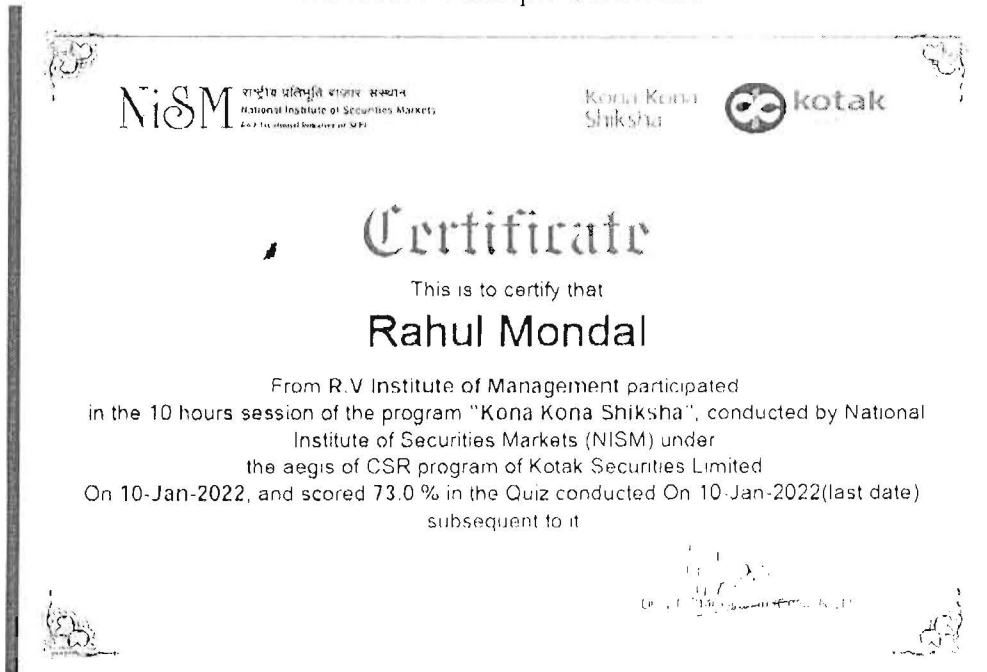 NiSM
राष्ट्रीय प्रतिभूति बाज़ार संस्थान
National Institute of Securities Markets
Kona Kona
Shiksha
kotak
Certificate
This is to certify that
Rahul Mondal
From R.V Institute of Management participated
in the 10 hours session of the program "Kona Kona Shiksha", conducted by National
Institute of Securities Markets (NISM) under
the aegis of CSR program of Kotak Securities Limited
On 10-Jan-2022, and scored 73.0 % in the Quiz conducted On 10-Jan-2022(last date)
subsequent to it